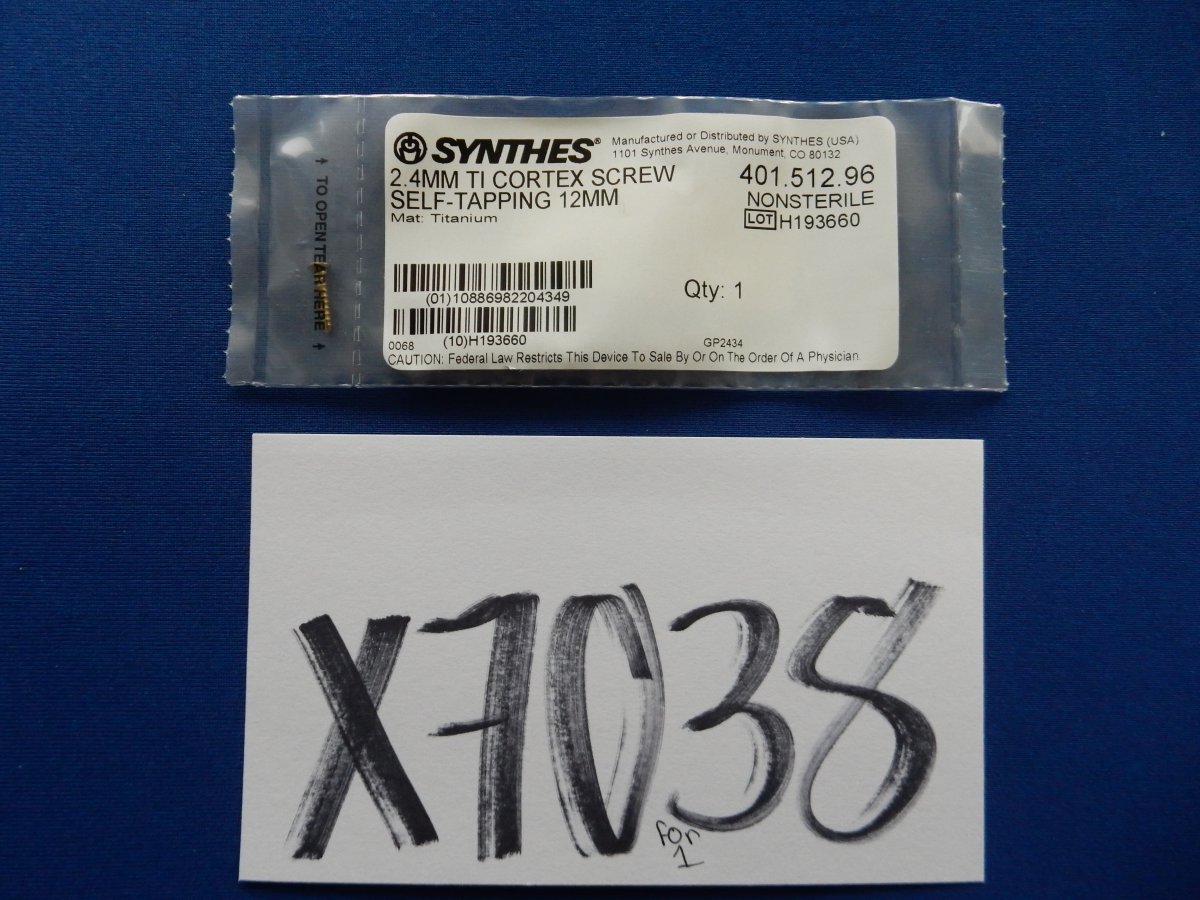 ↑ TO OPEN TEAR HERE ↑
SYNTHES®
Manufactured or Distributed by SYNTHES (USA)
1101 Synthes Avenue, Monument, CO 80132
2.4MM TI CORTEX SCREW
SELF-TAPPING 12MM
Mat: Titanium
401.512.96
NONSTERILE
LOT H193660
(01)10886982204349
Qty: 1
(10)H193660
0068
GP2434
CAUTION: Federal Law Restricts This Device To Sale By Or On The Order Of A Physician.
X7038
for
1